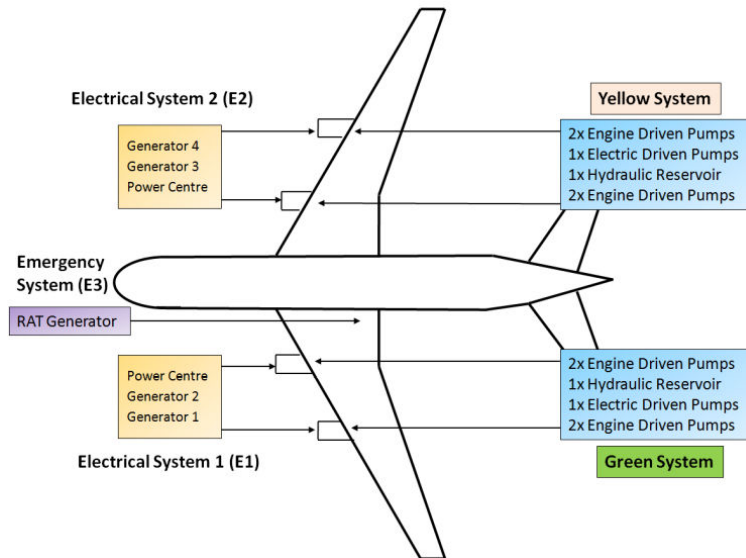 Electrical System 2 (E2)
Generator 4
Generator 3
Power Centre
Yellow System
2x Engine Driven Pumps
1x Electric Driven Pumps
1x Hydraulic Reservoir
2x Engine Driven Pumps
Emergency
System (E3)
RAT Generator
Power Centre
Generator 2
Generator 1
Electrical System 1 (E1)
2x Engine Driven Pumps
1x Hydraulic Reservoir
1x Electric Driven Pumps
2x Engine Driven Pumps
Green System